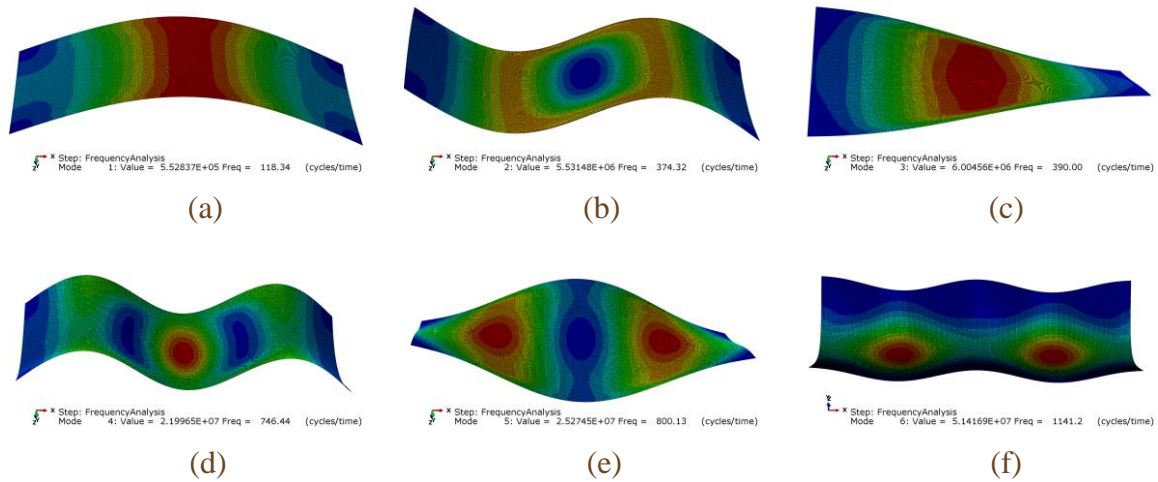 X Step: FrequencyAnalysis
Z Mode 1: Value = 5.52837E+05 Freq = 118.34 (cycles/time)
(a)
X Step: FrequencyAnalysis
Z Mode 2: Value = 5.53148E+06 Freq = 374.32 (cycles/time)
(b)
X Step: FrequencyAnalysis
Z Mode 3: Value = 6.00456E+06 Freq = 390.00 (cycles/time)
(c)
X Step: FrequencyAnalysis
Z Mode 4: Value = 2.19965E+07 Freq = 746.44 (cycles/time)
(d)
X Step: FrequencyAnalysis
Z Mode 5: Value = 2.52745E+07 Freq = 800.13 (cycles/time)
(e)
X Step: FrequencyAnalysis
Mode 6: Value = 5.14169E+07 Freq = 1141.2 (cycles/time)
(f)